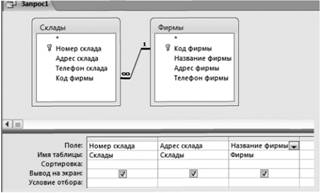 Запрос1
Склады
*
Номер склада
Адрес склада
Телефон склада
Код фирмы
1
∞
Фирмы
*
Код фирмы
Название фирмы
Адрес фирмы
Телефон фирмы
Поле: Номер склада Адрес склада Название фирмы
Имя таблицы: Склады Склады Фирмы
Сортировка:
Вывод на экран:
Условие отбора: